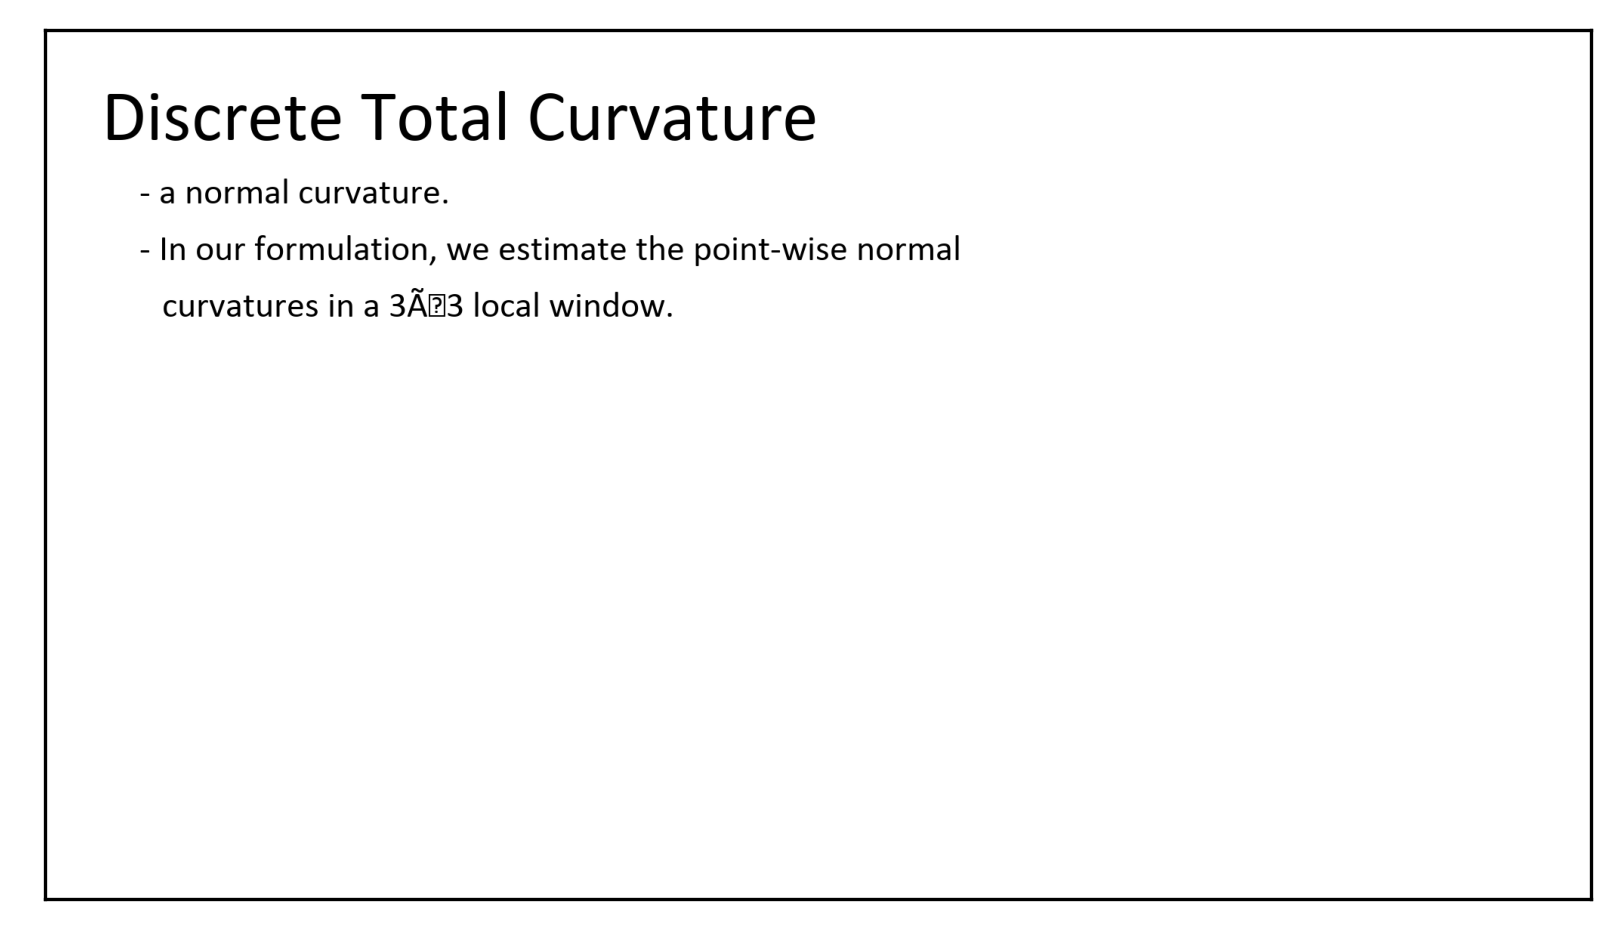 Discrete Total Curvature
- a normal curvature.
- In our formulation, we estimate the point-wise normal
curvatures in a 3Ã�3 local window.